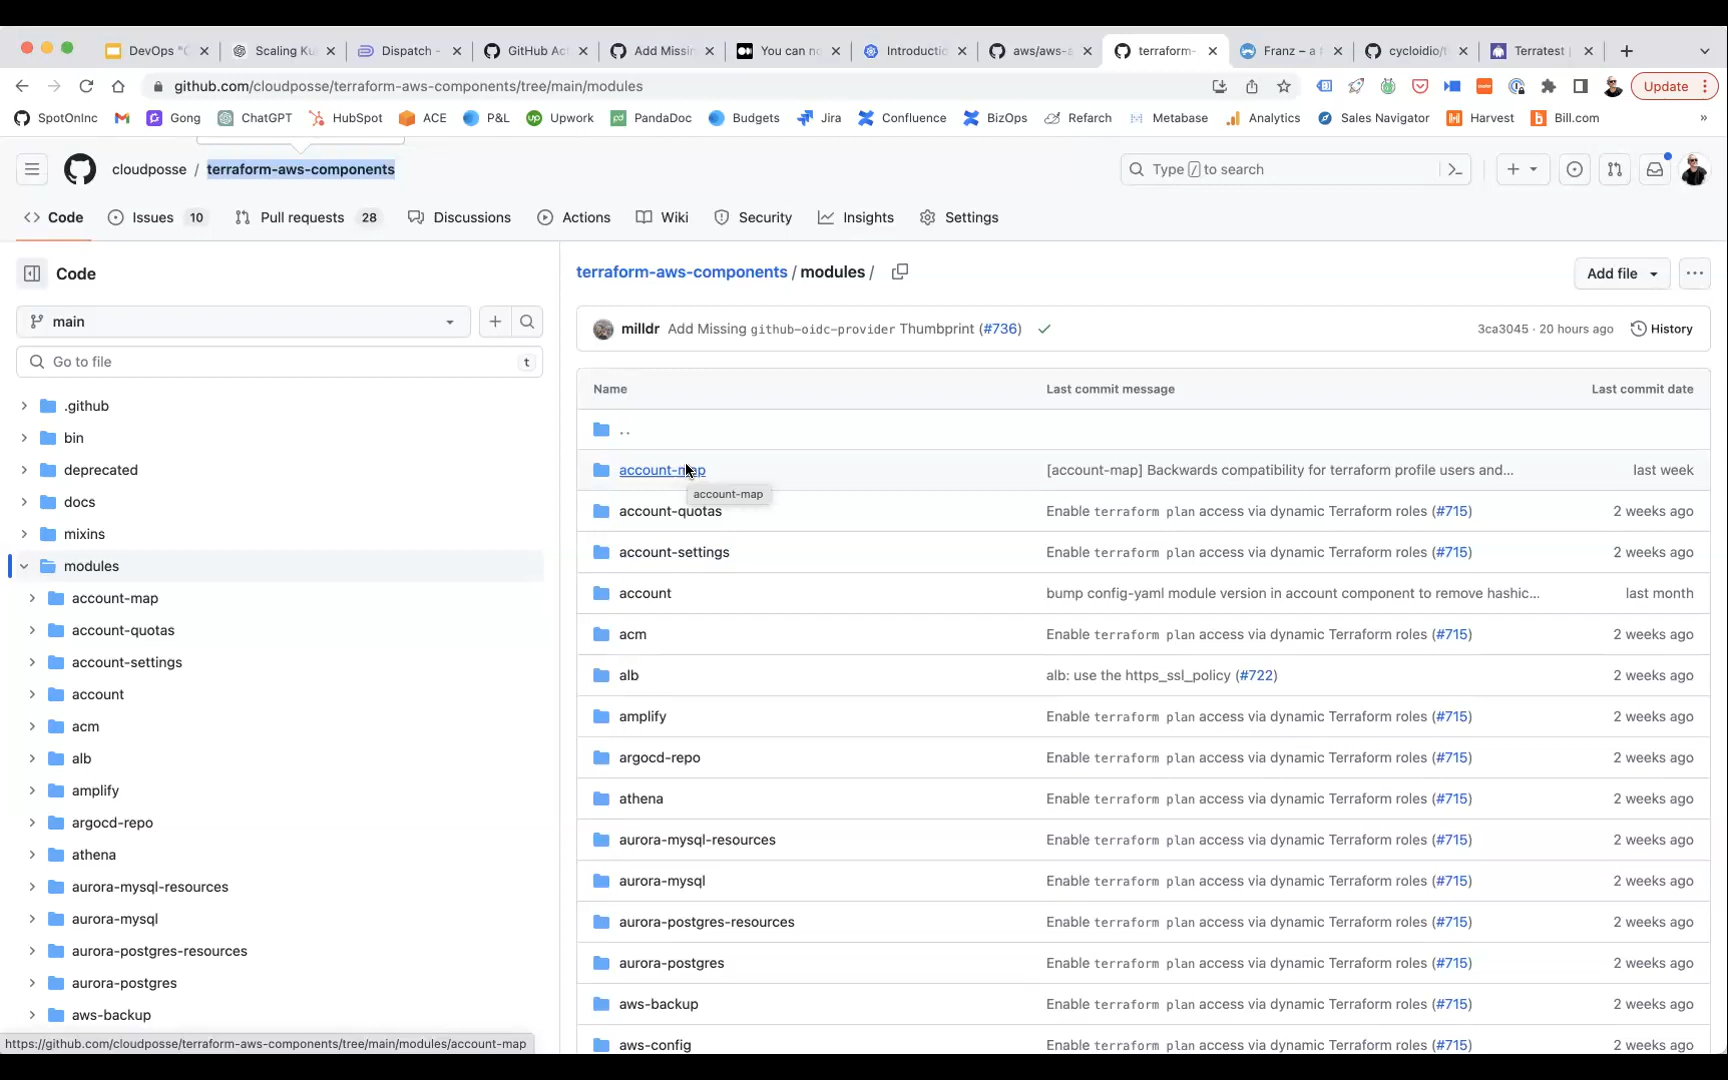 DevOps "C
Scaling Ku
Dispatch -
GitHub Ac
Add Missin
You can no
Introductio
aws/aws-a
terraform-
Franz – a
cycloidio/t
Terratest |
github.com/cloudposse/terraform-aws-components/tree/main/modules
Update
SpotOnInc
Gong
ChatGPT
HubSpot
ACE
P&L
Upwork
PandaDoc
Budgets
Jira
Confluence
BizOps
Refarch
Metabase
Analytics
Sales Navigator
Harvest
Bill.com
»
cloudposse / terraform-aws-components
Type / to search
Code
Issues 10
Pull requests 28
Discussions
Actions
Wiki
Security
Insights
Settings
Code
main
Go to file t
.github
bin
deprecated
docs
mixins
modules
account-map
account-quotas
account-settings
account
acm
alb
amplify
argocd-repo
athena
aurora-mysql-resources
aurora-mysql
aurora-postgres-resources
aurora-postgres
aws-backup
https://github.com/cloudposse/terraform-aws-components/tree/main/modules/account-map
terraform-aws-components / modules /
Add file
milldr Add Missing github-oidc-provider Thumbprint (#736)
3ca3045 · 20 hours ago History
Name Last commit message Last commit date
..
account-map [account-map] Backwards compatibility for terraform profile users and... last week
account-map
account-quotas Enable terraform plan access via dynamic Terraform roles (#715) 2 weeks ago
account-settings Enable terraform plan access via dynamic Terraform roles (#715) 2 weeks ago
account bump config-yaml module version in account component to remove hashic... last month
acm Enable terraform plan access via dynamic Terraform roles (#715) 2 weeks ago
alb alb: use the https_ssl_policy (#722) 2 weeks ago
amplify Enable terraform plan access via dynamic Terraform roles (#715) 2 weeks ago
argocd-repo Enable terraform plan access via dynamic Terraform roles (#715) 2 weeks ago
athena Enable terraform plan access via dynamic Terraform roles (#715) 2 weeks ago
aurora-mysql-resources Enable terraform plan access via dynamic Terraform roles (#715) 2 weeks ago
aurora-mysql Enable terraform plan access via dynamic Terraform roles (#715) 2 weeks ago
aurora-postgres-resources Enable terraform plan access via dynamic Terraform roles (#715) 2 weeks ago
aurora-postgres Enable terraform plan access via dynamic Terraform roles (#715) 2 weeks ago
aws-backup Enable terraform plan access via dynamic Terraform roles (#715) 2 weeks ago
aws-config Enable terraform plan access via dynamic Terraform roles (#715) 2 weeks ago